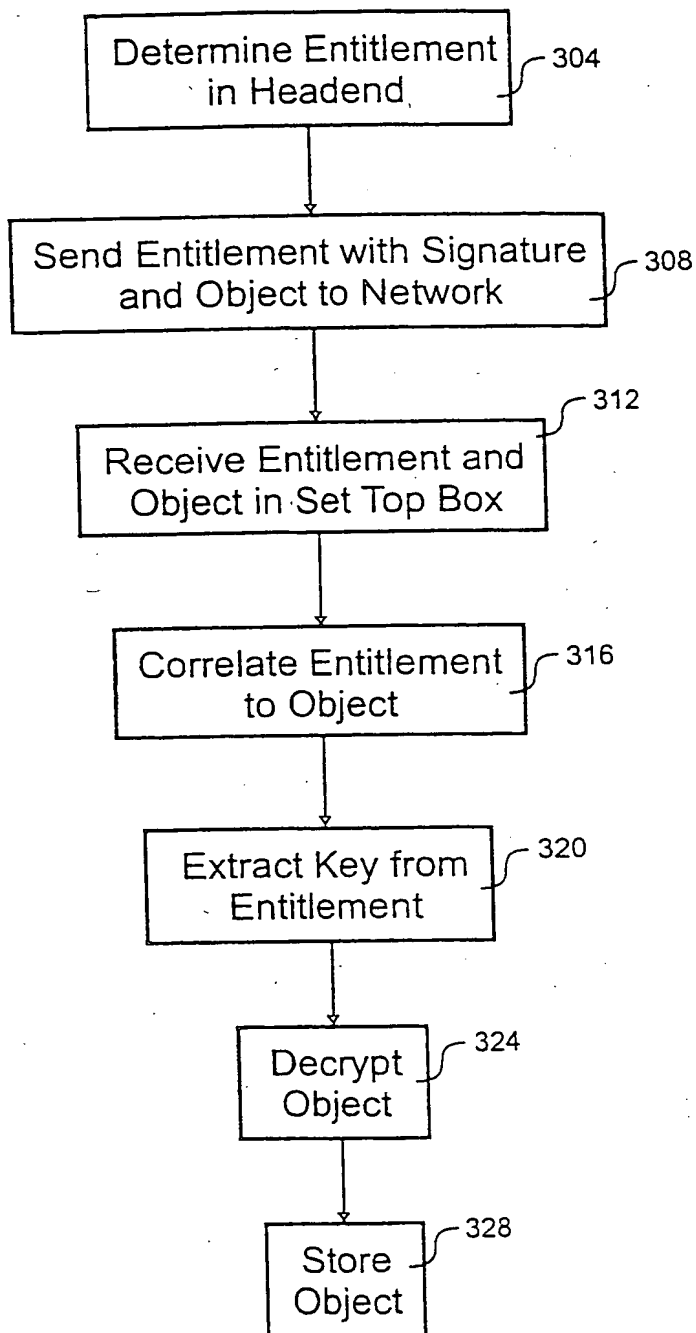 Determine Entitlement
in Headend
304
Send Entitlement with Signature
and Object to Network
308
312
Receive Entitlement and
Object in Set Top Box
Correlate Entitlement
to Object
316
Extract Key from
Entitlement
320
Decrypt
Object
324
Store
Object
328